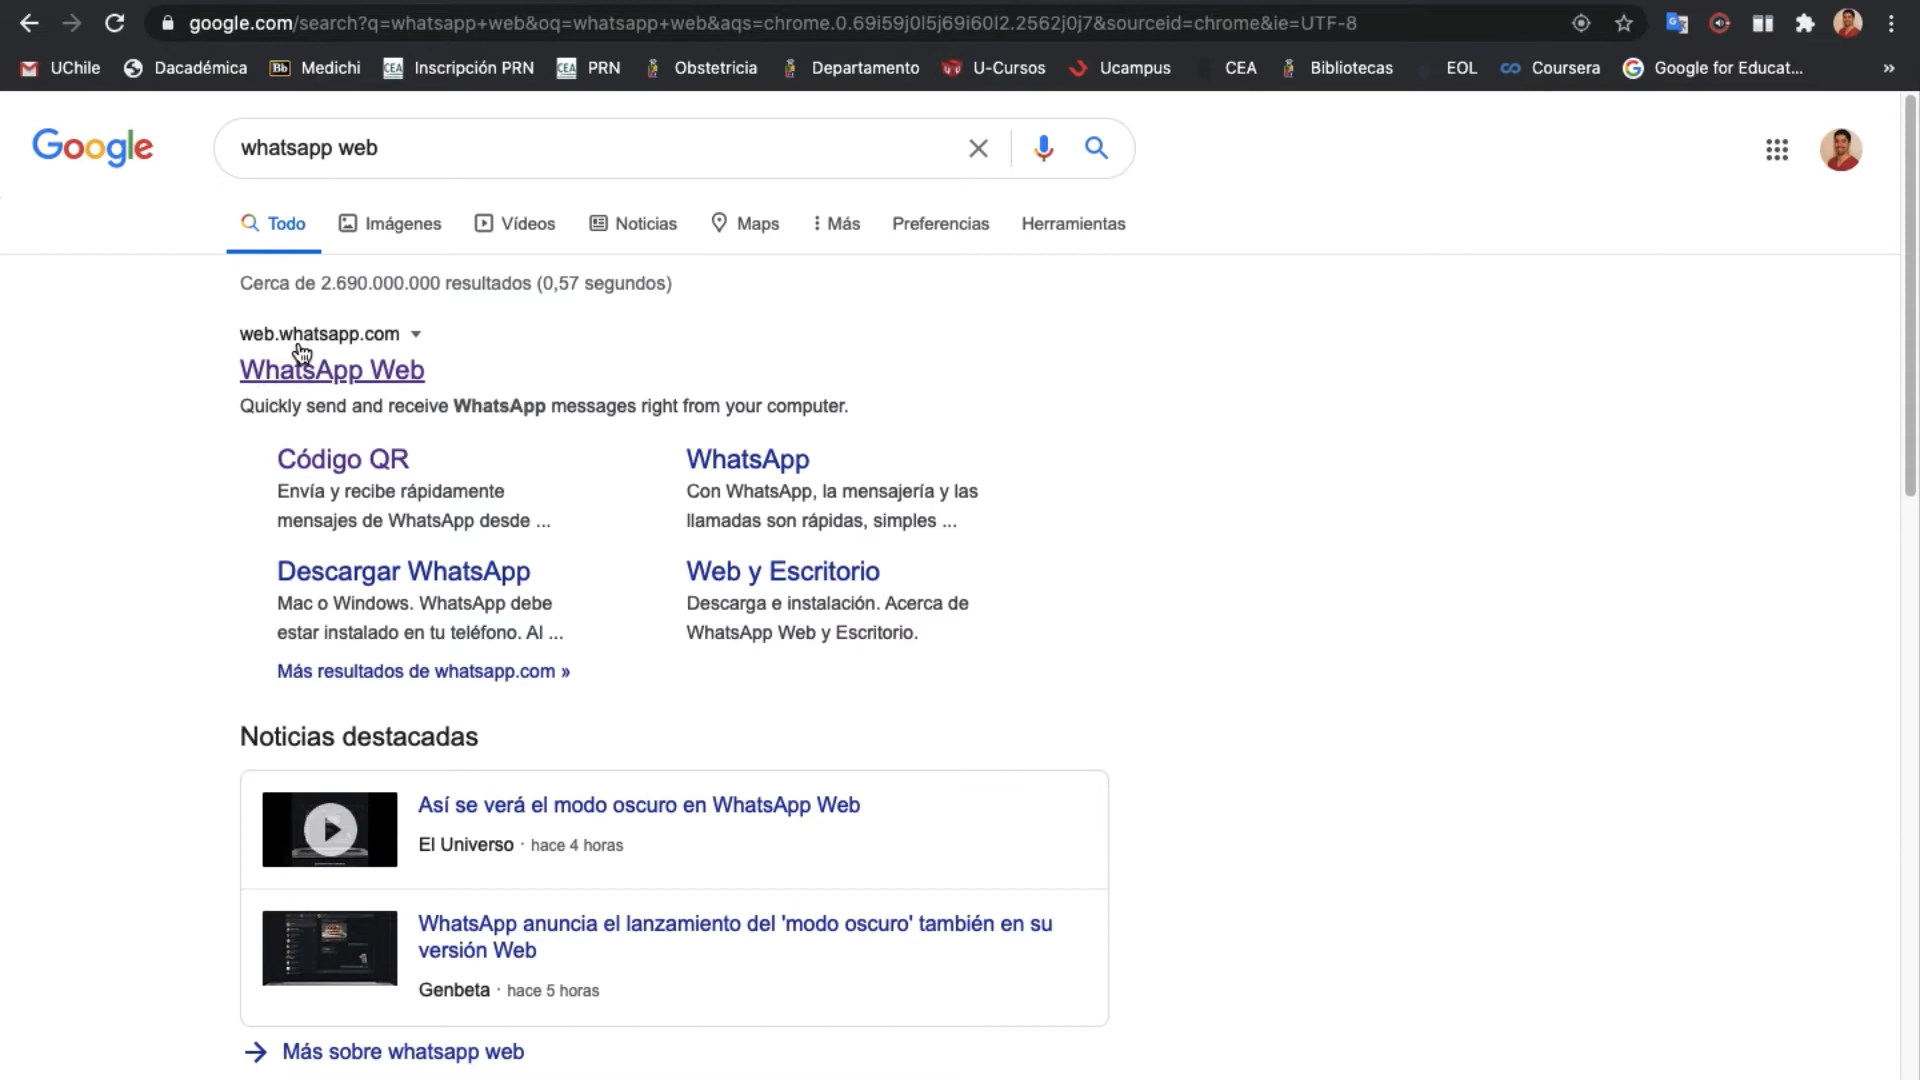 google.com/search?q=whatsapp+web&oq=whatsapp+web&aqs=chrome.0.69i59j0l5j69i60l2.2562j0j7&sourceid=chrome&ie=UTF-8
UChile Dacadémica Bb Medichi CEA Inscripción PRN CEA PRN Obstetricia Departamento U-Cursos Ucampus CEA Bibliotecas EOL Coursera Google for Educat... »
Google whatsapp web
Todo Imágenes Vídeos Noticias Maps Más Preferencias Herramientas
Cerca de 2.690.000.000 resultados (0,57 segundos)
web.whatsapp.com
WhatsApp Web
Quickly send and receive WhatsApp messages right from your computer.
Código QR
Envía y recibe rápidamente
mensajes de WhatsApp desde ...
WhatsApp
Con WhatsApp, la mensajería y las
llamadas son rápidas, simples ...
Descargar WhatsApp
Mac o Windows. WhatsApp debe
estar instalado en tu teléfono. Al ...
Web y Escritorio
Descarga e instalación. Acerca de
WhatsApp Web y Escritorio.
Más resultados de whatsapp.com »
Noticias destacadas
Así se verá el modo oscuro en WhatsApp Web
El Universo · hace 4 horas
WhatsApp anuncia el lanzamiento del 'modo oscuro' también en su
versión Web
Genbeta · hace 5 horas
Más sobre whatsapp web